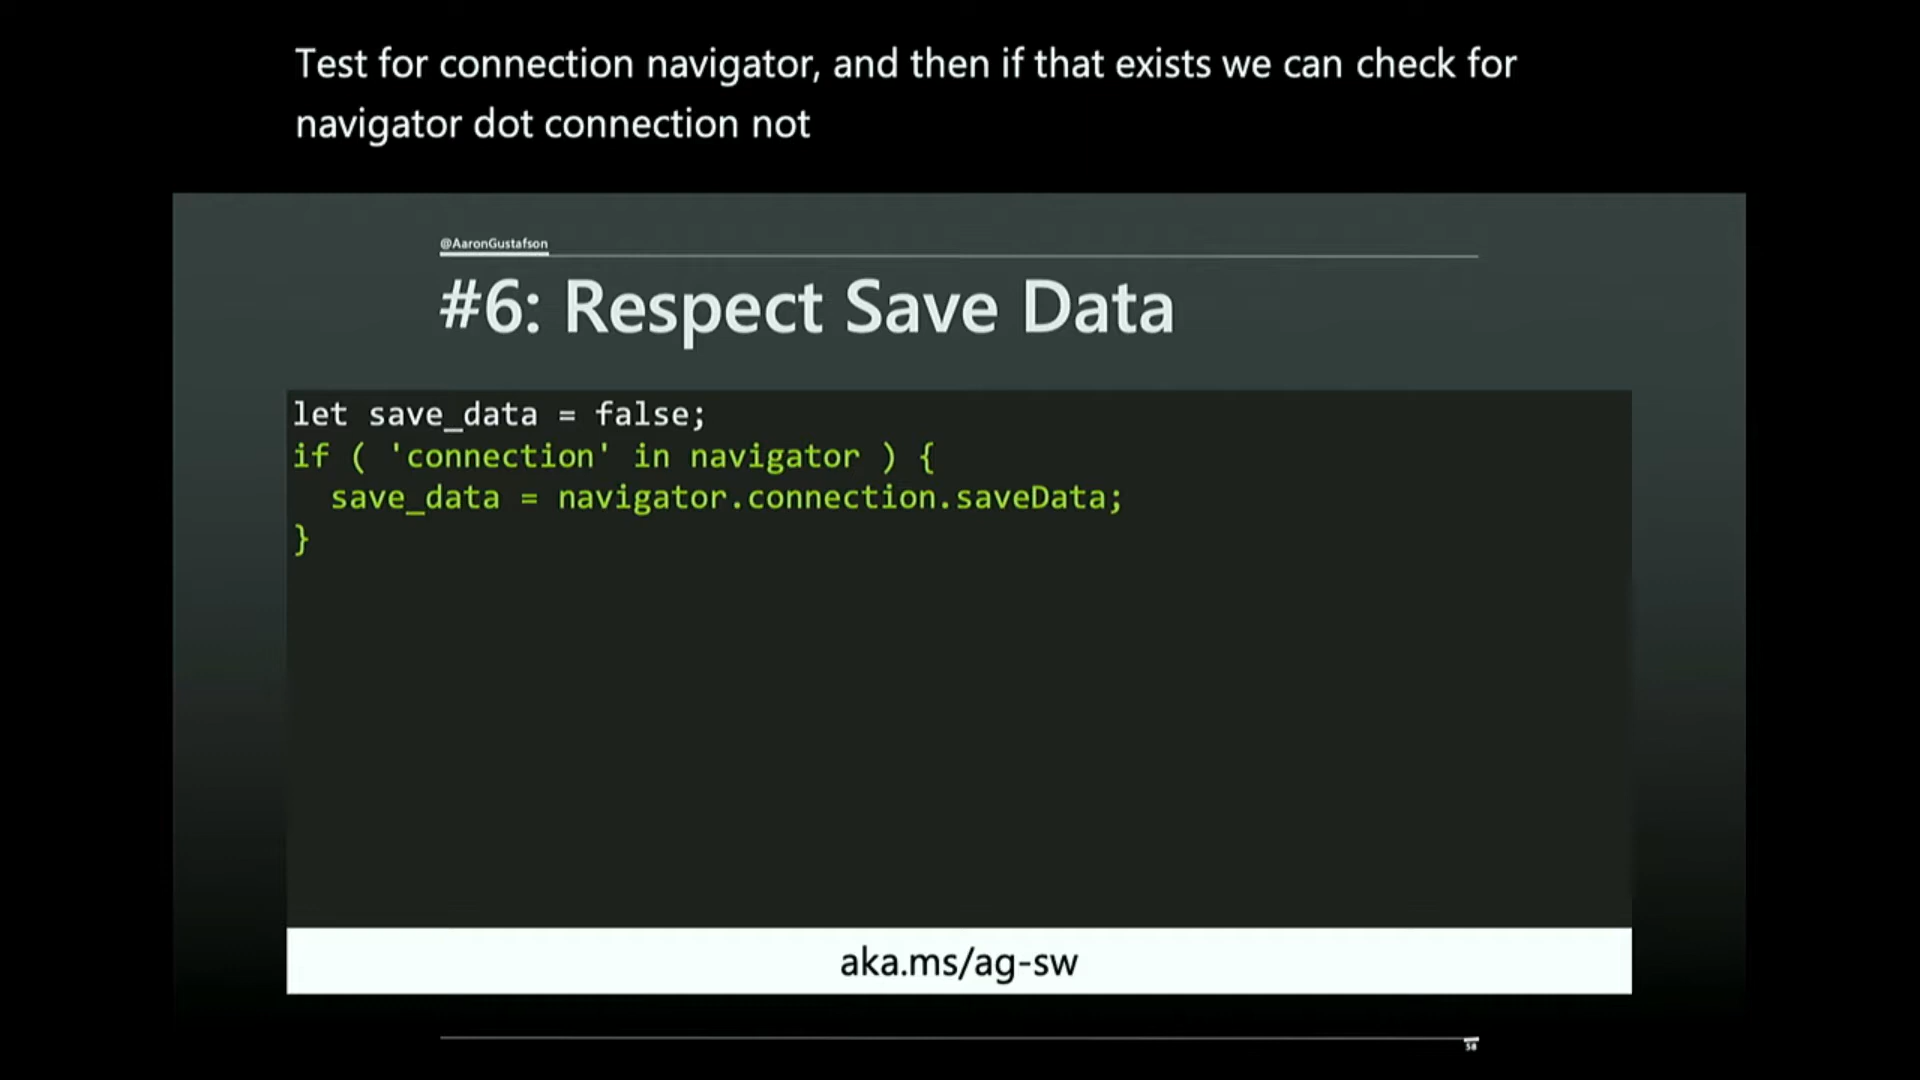 Test for connection navigator, and then if that exists we can check for
navigator dot connection not
@AaronGustafson
#6: Respect Save Data
let save_data = false;
if ( 'connection' in navigator ) {
  save_data = navigator.connection.saveData;
}
aka.ms/ag-sw
58